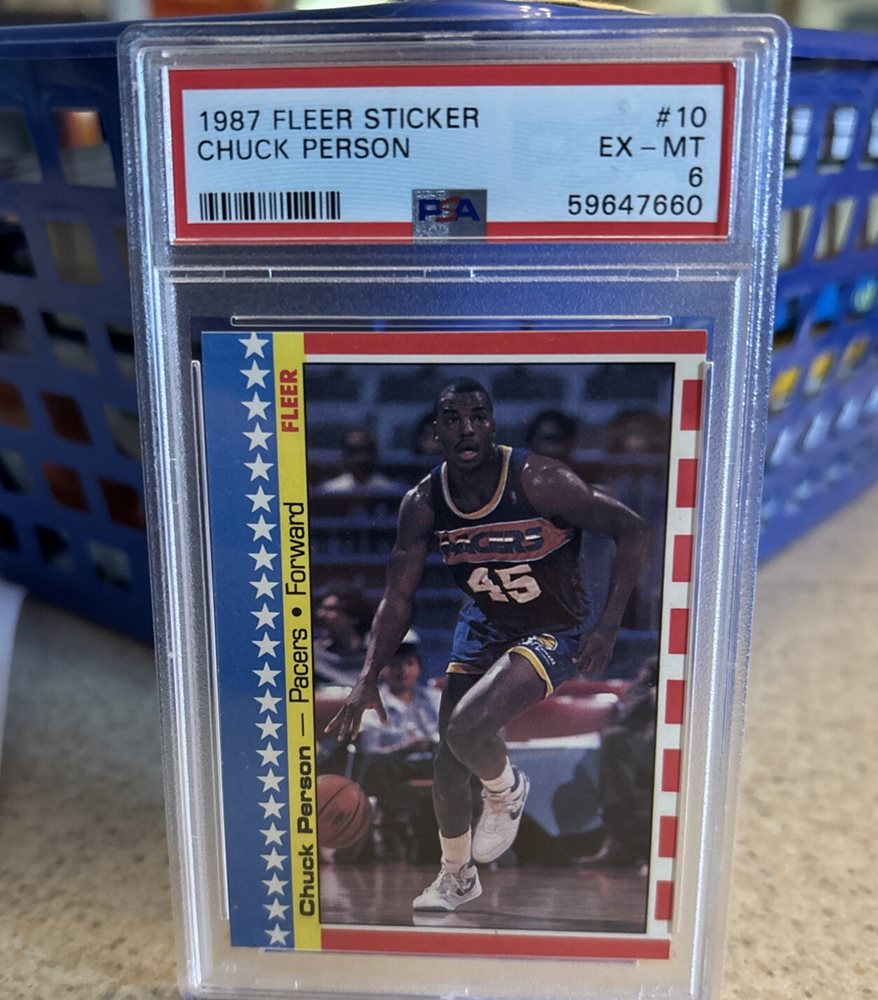 1987 FLEER STICKER #10
CHUCK PERSON EX - MT
6
PSA 59647660
FLEER
Chuck Person — Pacers • Forward
PACERS
45